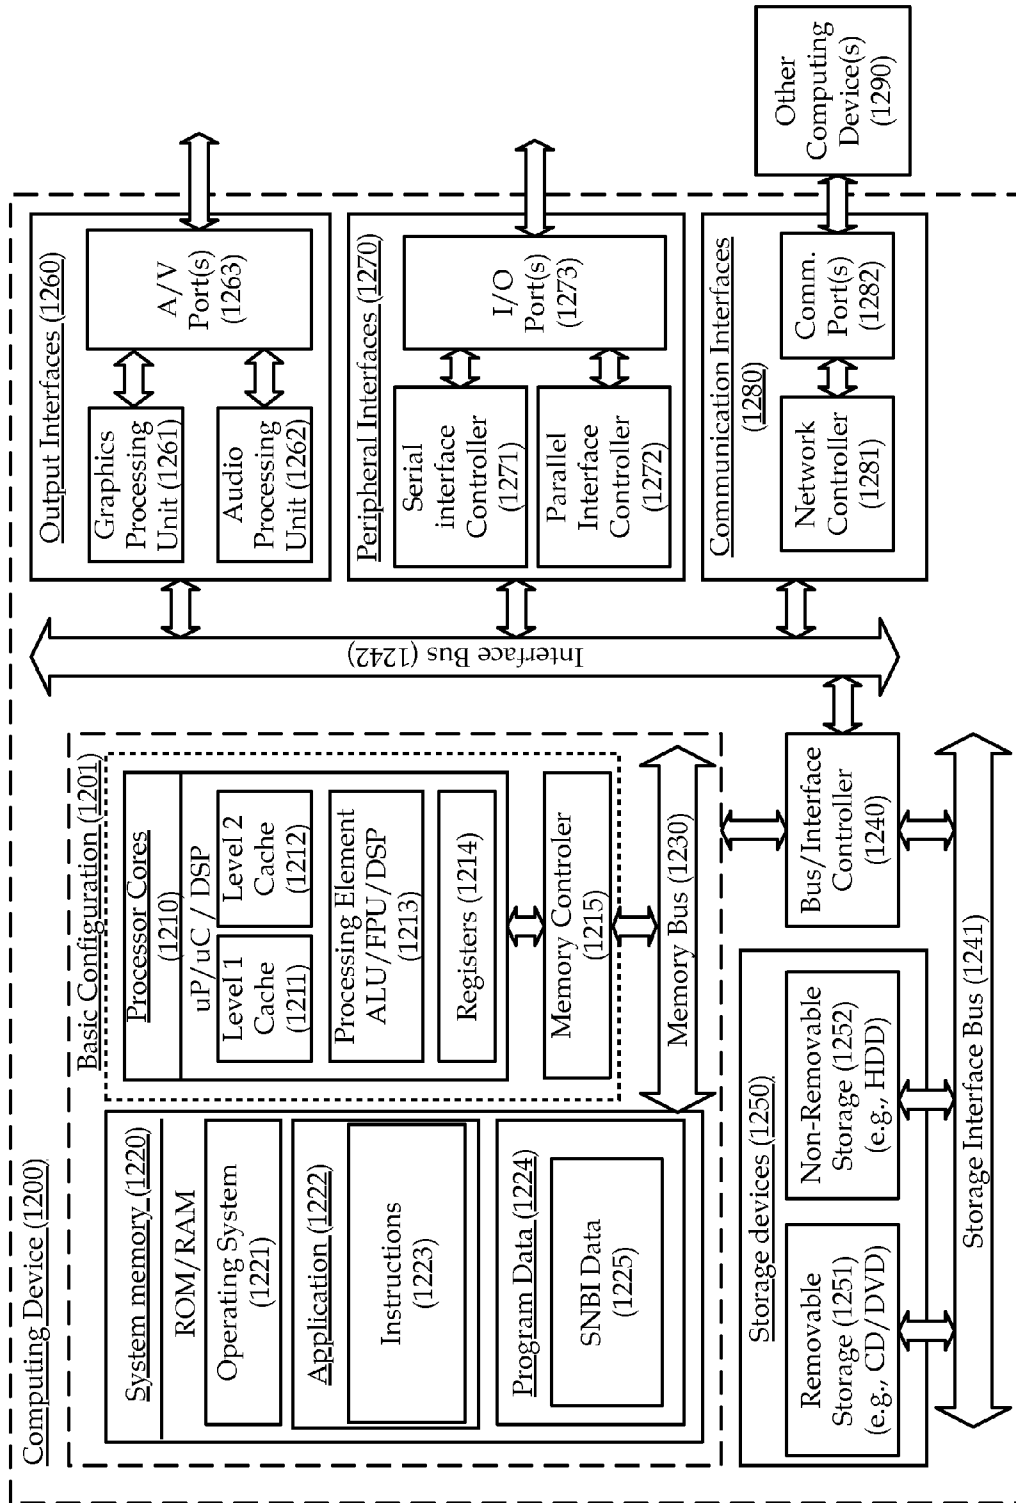 Computing Device (1200)
Basic Configuration (1201)
System memory (1220)
ROM/RAM
Operating System
(1221)
Application (1222)
Instructions
(1223)
Program Data (1224)
SNBI Data
(1225)
Processor Cores
(1210)
uP/uC / DSP
Level 1
Cache
(1211)
Level 2
Cache
(1212)
Processing Element
ALU/FPU/DSP
(1213)
Registers (1214)
Memory Controler
(1215)
Memory Bus (1230)
Storage devices (1250)
Removable
Storage (1251)
(e.g., CD/DVD)
Non-Removable
Storage (1252)
(e.g., HDD)
Bus/Interface
Controller
(1240)
Storage Interface Bus (1241)
Interface Bus (1242)
Output Interfaces (1260)
Graphics
Processing
Unit (1261)
Audio
Processing
Unit (1262)
A/V
Port(s)
(1263)
Peripheral Interfaces (1270)
Serial
interface
Controller
(1271)
Parallel
Interface
Controller
(1272)
I/O
Port(s)
(1273)
Communication Interfaces
(1280)
Network
Controller
(1281)
Comm.
Port(s)
(1282)
Other
Computing
Device(s)
(1290)